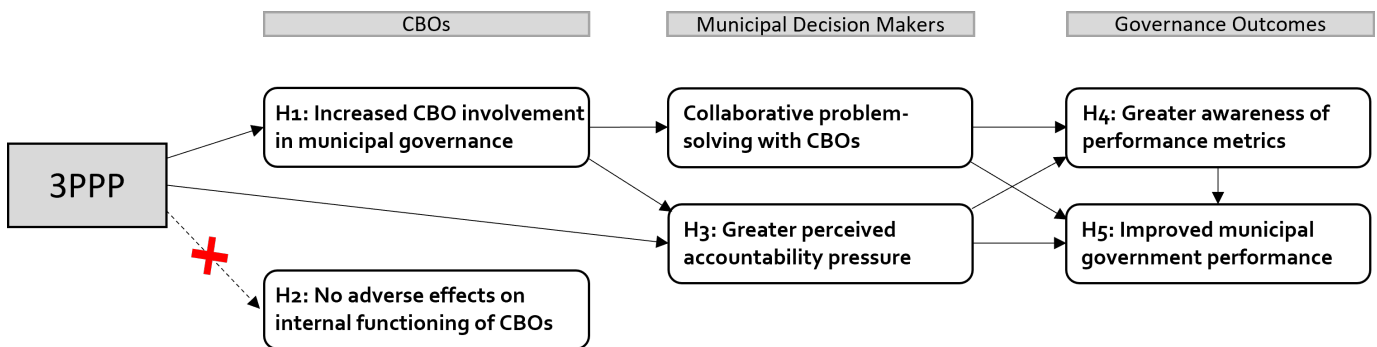 CBOs
Municipal Decision Makers
Governance Outcomes
3PPP
H1: Increased CBO involvement
in municipal governance
Collaborative problem-
solving with CBOs
H4: Greater awareness of
performance metrics
H3: Greater perceived
accountability pressure
H5: Improved municipal
government performance
H2: No adverse effects on
internal functioning of CBOs